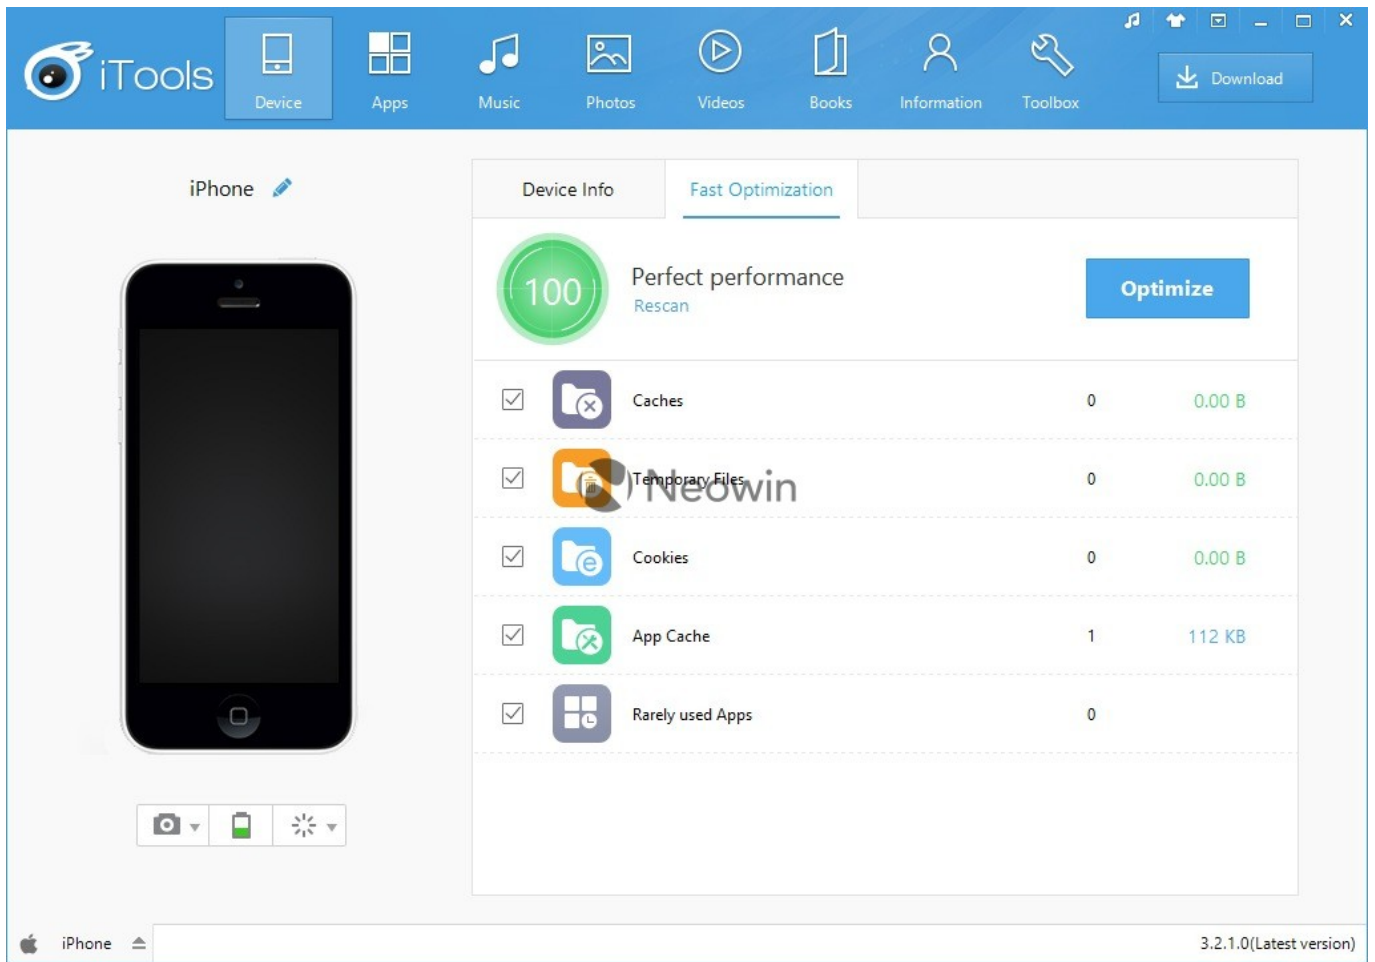 iTools
Device
Apps
Music
Photos
Videos
Books
Information
Toolbox
Download
iPhone
Device Info
Fast Optimization
100
Perfect performance
Rescan
Optimize
Caches 0 0.00 B
Temporary Files 0 0.00 B
Neowin
Cookies 0 0.00 B
App Cache 1 112 KB
Rarely used Apps 0
iPhone
3.2.1.0(Latest version)